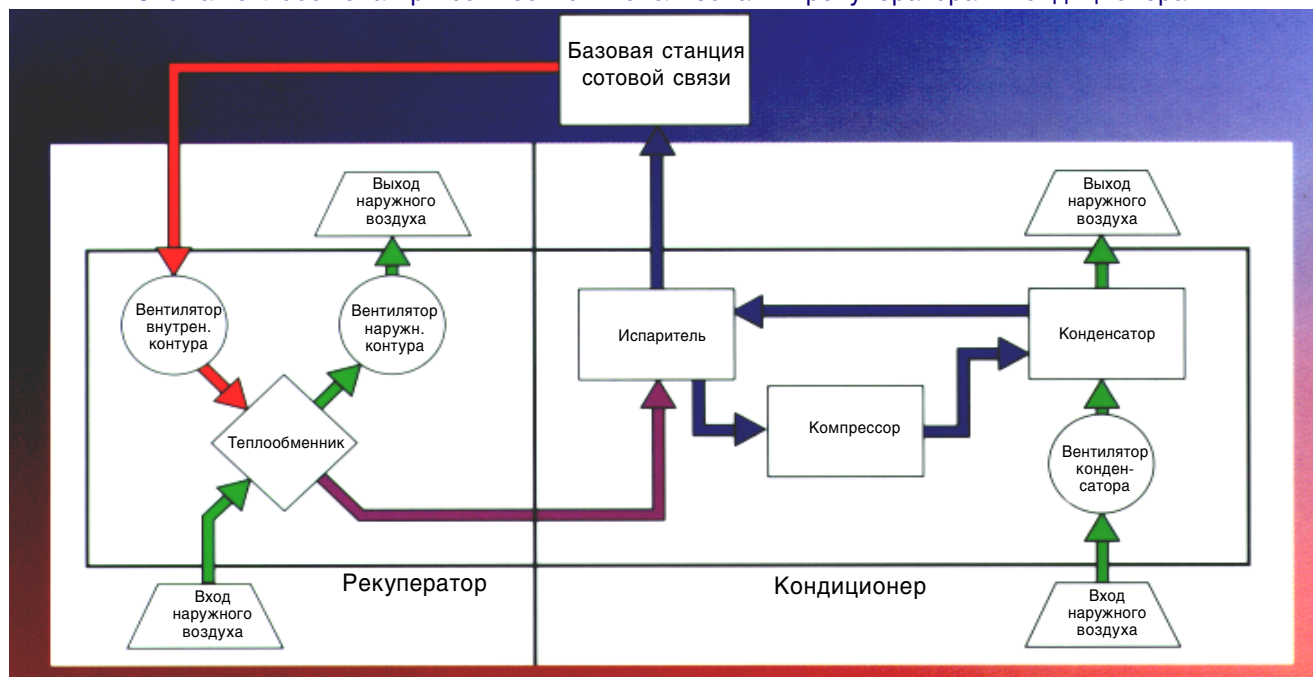 Базовая станция
сотовой связи
Выход
наружного
воздуха
Выход
наружного
воздуха
Вентилятор
внутрен.
контура
Вентилятор
наружн.
контура
Испаритель
Конденсатор
Теплообменник
Компрессор
Вентилятор
конден-
сатора
Рекуператор
Кондиционер
Вход
наружного
воздуха
Вход
наружного
воздуха